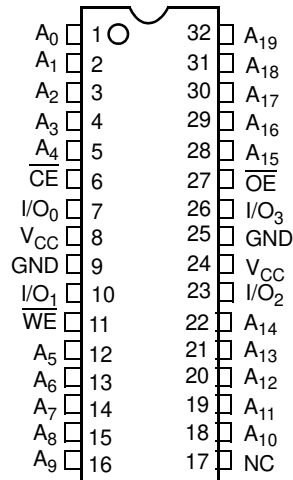 A0 1 32 A19
A1 2 31 A18
A2 3 30 A17
A3 4 29 A16
A4 5 28 A15
C̅E̅ 6 27 O̅E̅
I/O0 7 26 I/O3
VCC 8 25 GND
GND 9 24 VCC
I/O1 10 23 I/O2
W̅E̅ 11 22 A14
A5 12 21 A13
A6 13 20 A12
A7 14 19 A11
A8 15 18 A10
A9 16 17 NC